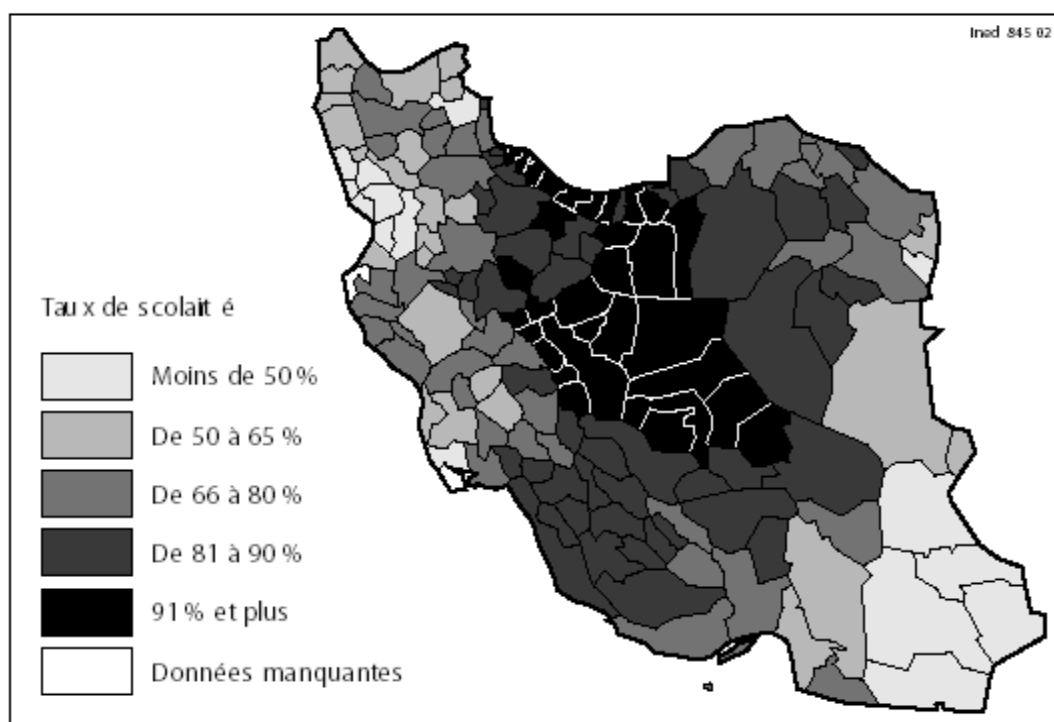 Ined 845 02
Taux de scolait é
Moins de 50 %
De 50 à 65 %
De 66 à 80 %
De 81 à 90 %
91 % et plus
Données manquantes